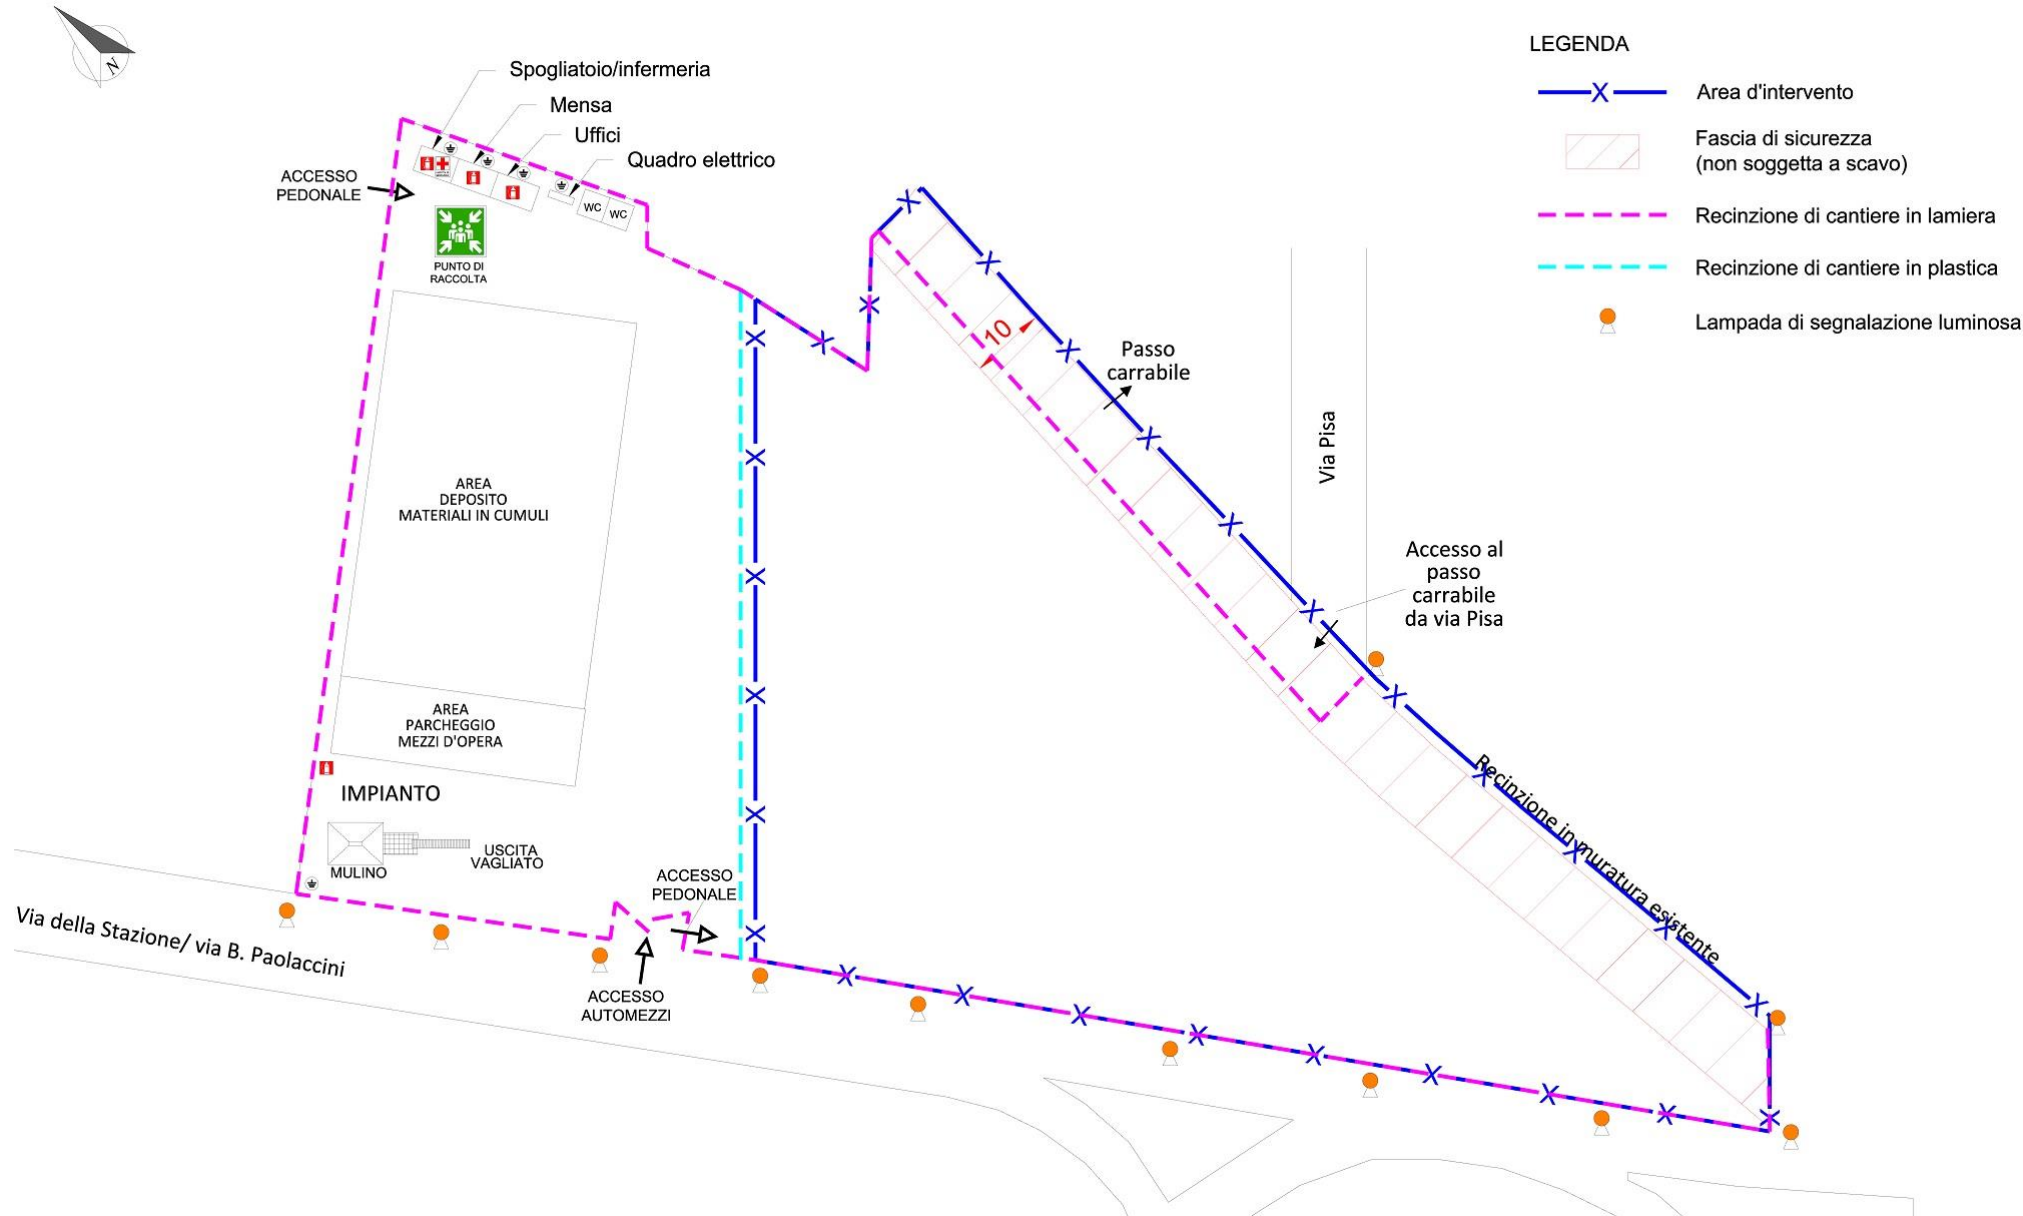 N
Spogliatoio/infermeria
Mensa
Uffici
Quadro elettrico
ACCESSO
PEDONALE
WC
WC
PUNTO DI
RACCOLTA
AREA
DEPOSITO
MATERIALI IN CUMULI
AREA
PARCHEGGIO
MEZZI D'OPERA
IMPIANTO
USCITA
VAGLIATO
MULINO
ACCESSO
PEDONALE
ACCESSO
AUTOMEZZI
Via della Stazione/ via B. Paolaccini
10
Passo
carrabile
Via Pisa
Accesso al
passo
carrabile
da via Pisa
Recinzione in muratura esistente
LEGENDA
Area d'intervento
Fascia di sicurezza
(non soggetta a scavo)
Recinzione di cantiere in lamiera
Recinzione di cantiere in plastica
Lampada di segnalazione luminosa